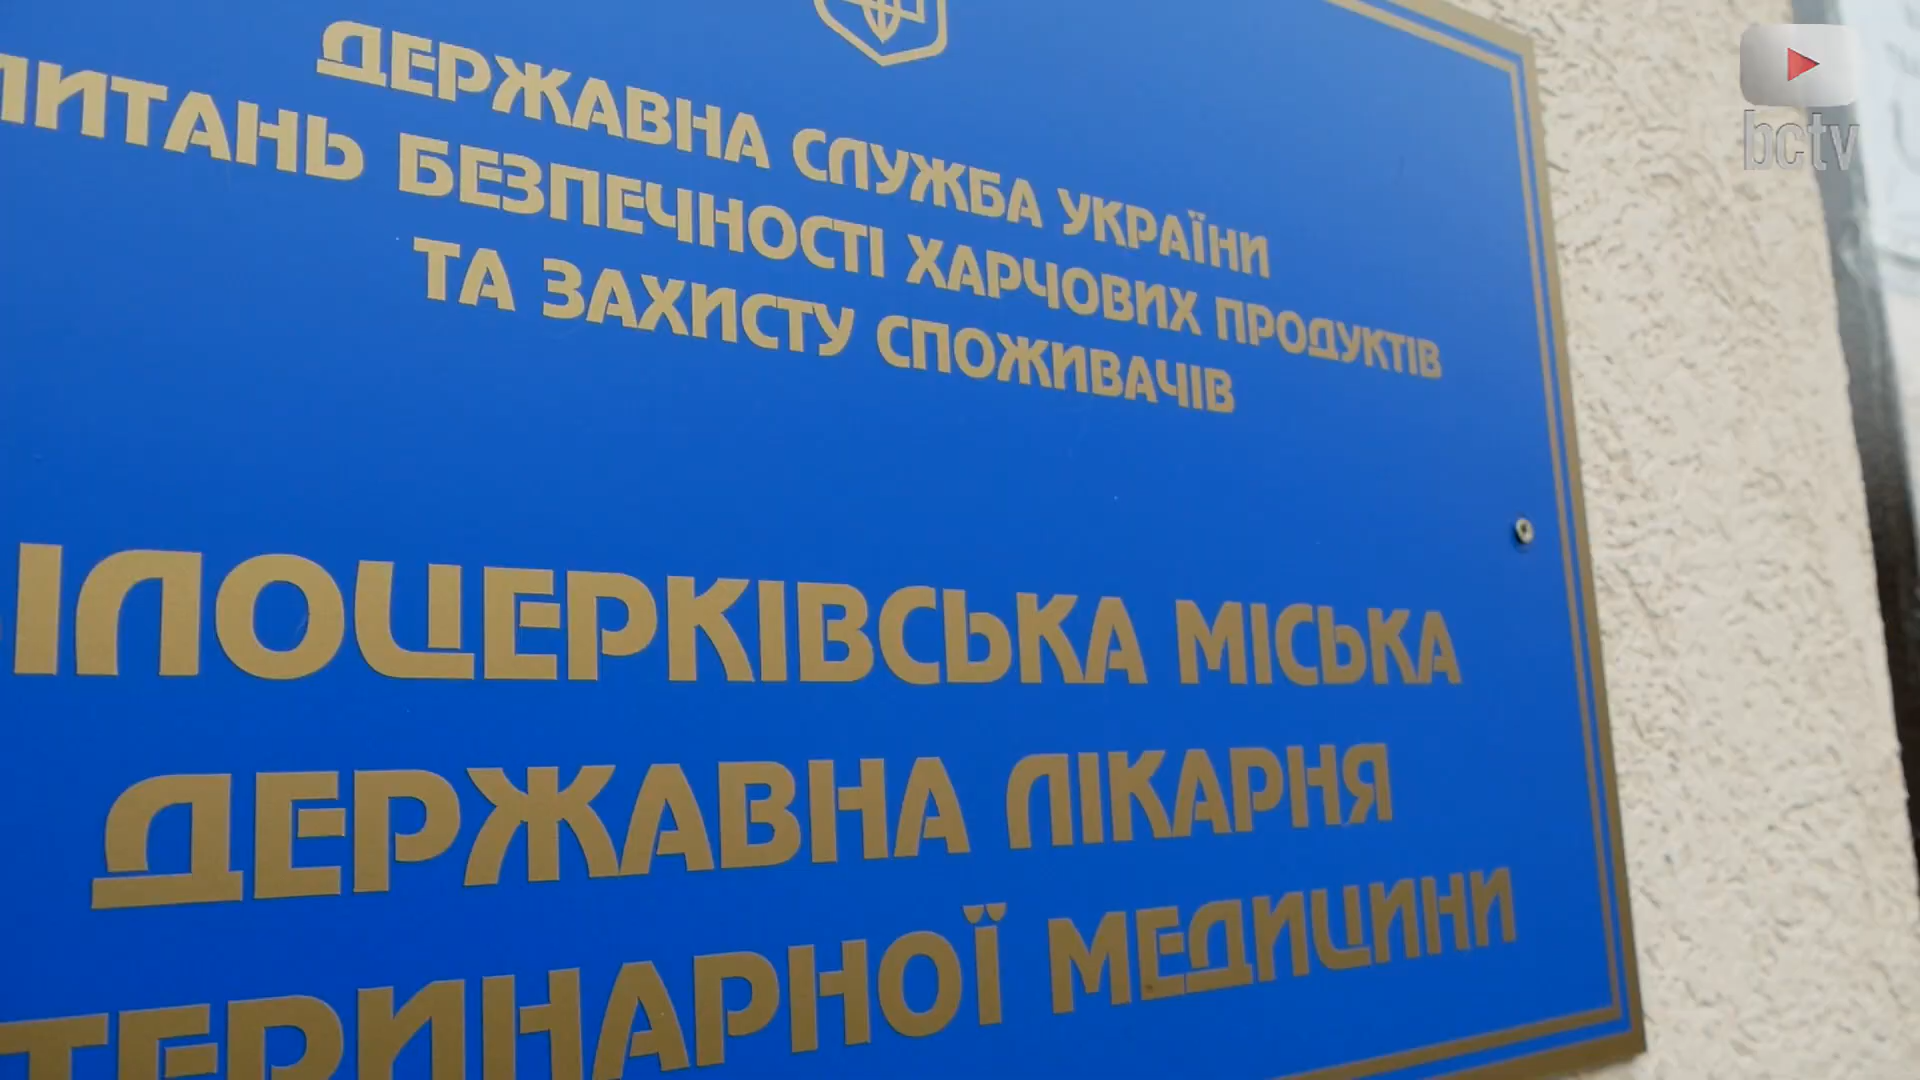 ДЕРЖАВНА СЛУЖБА УКРАЇНИ
ПИТАНЬ БЕЗПЕЧНОСТІ ХАРЧОВИХ ПРОДУКТІВ
ТА ЗАХИСТУ СПОЖИВАЧІВ
ІЛОЦЕРКІВСЬКА МІСЬКА
ДЕРЖАВНА ЛІКАРНЯ
ТЕРИНАРНОЇ МЕДИЦИНИ
bctv